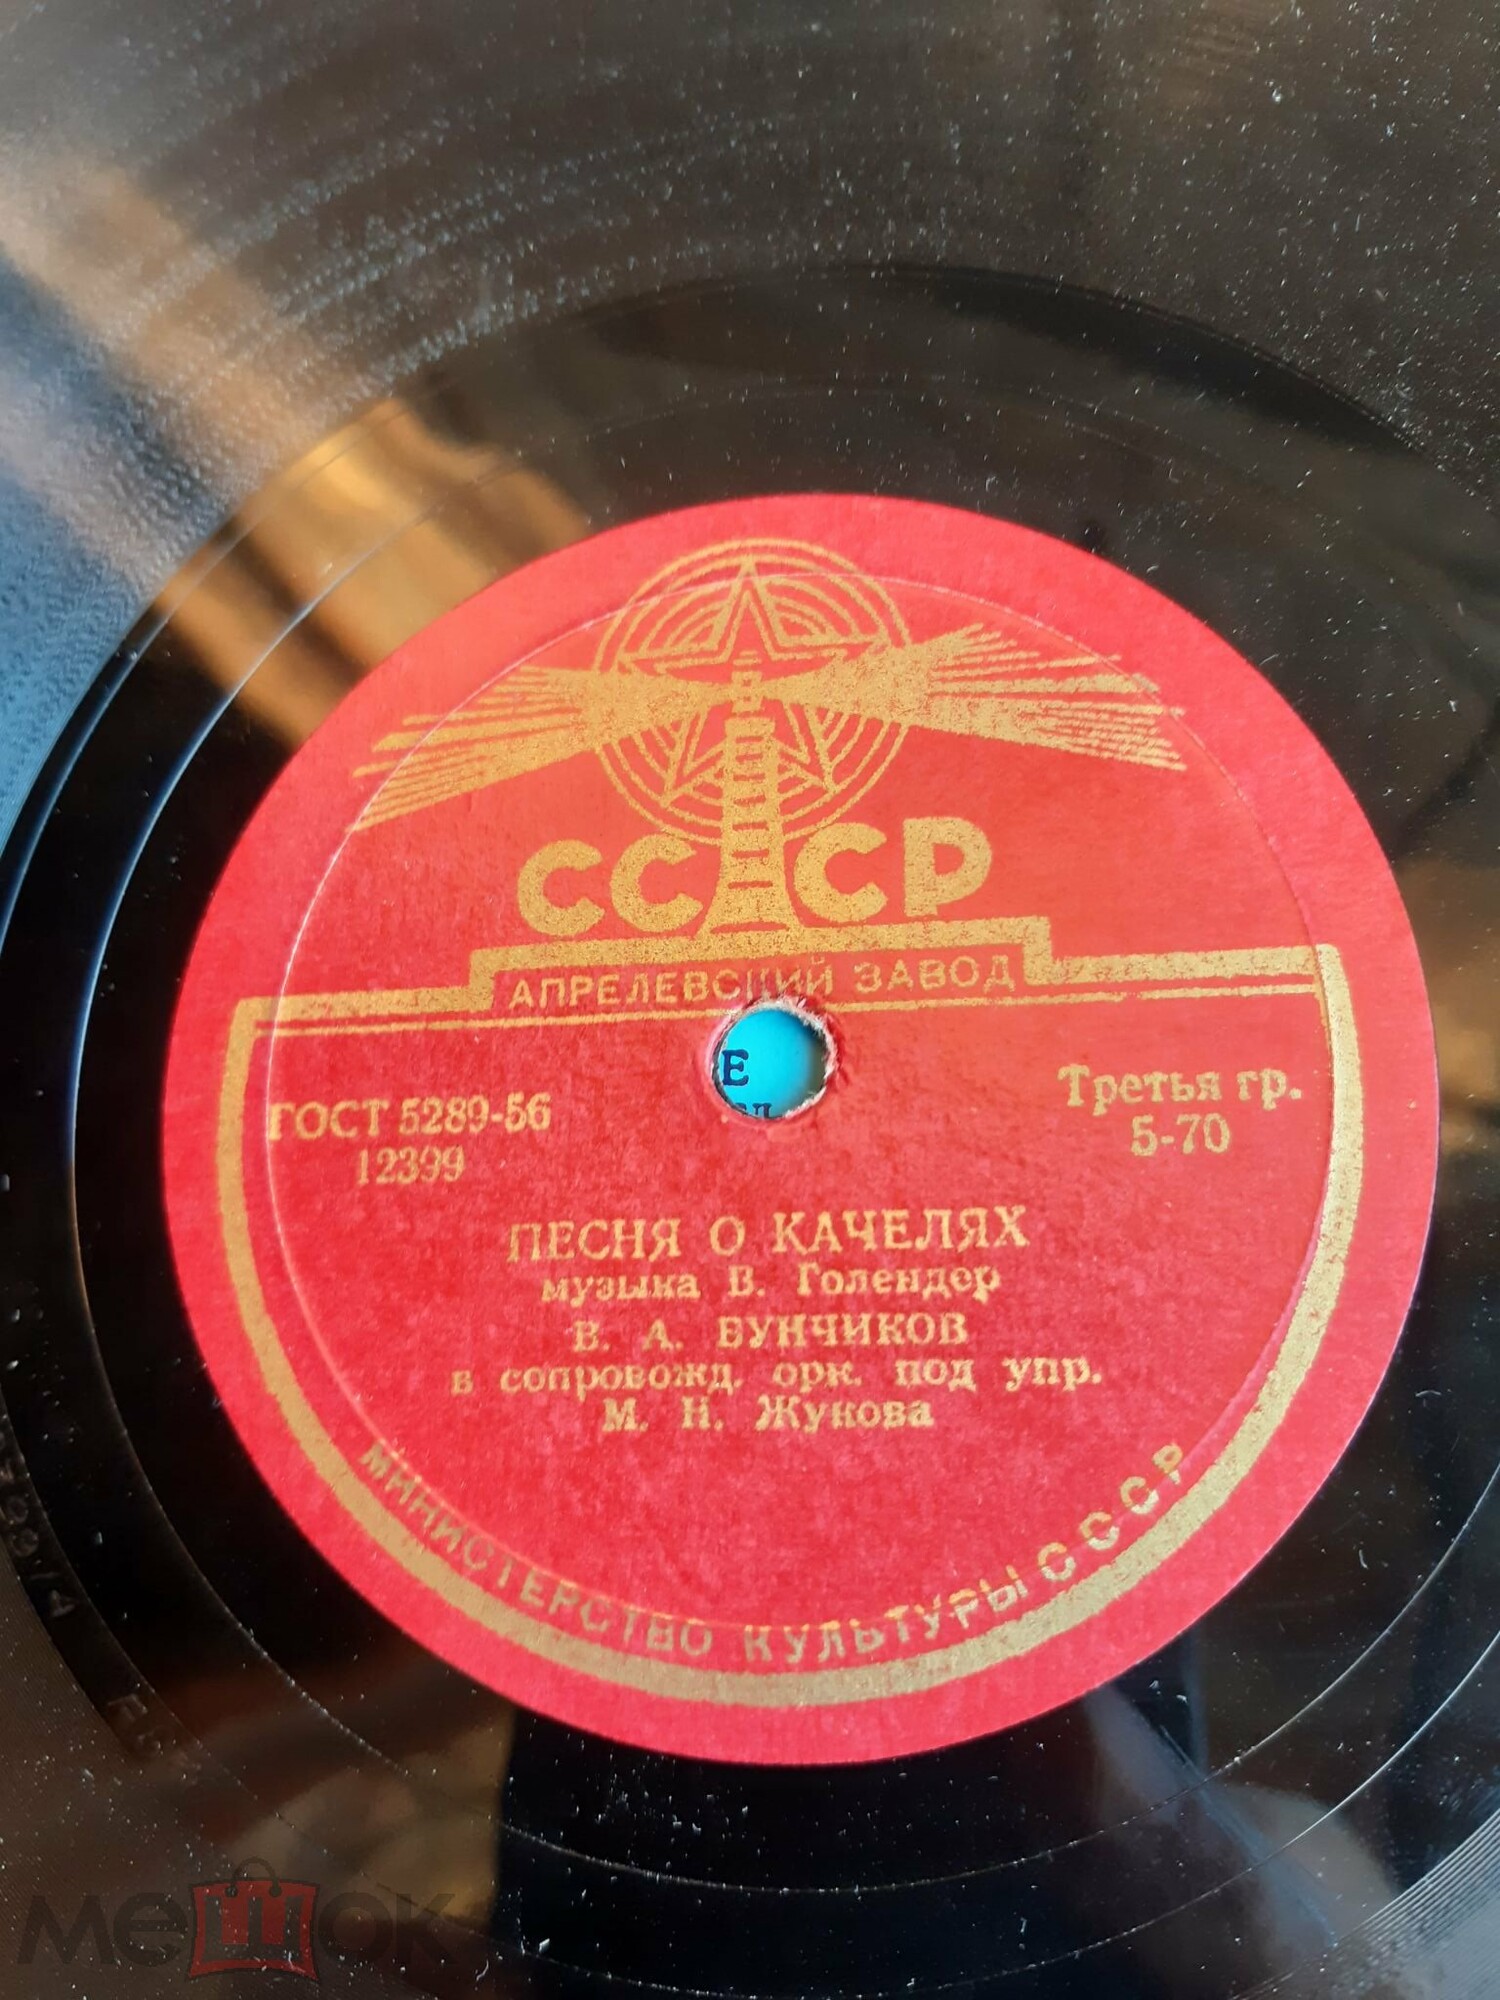 СССР
АПРЕЛЕВСКИЙ ЗАВОД
Е
ГОСТ 5289-56
12399
Третья гр.
5-70
ПЕСНЯ О КАЧЕЛЯХ
музыка В. Голендер
В. А. БУНЧИКОВ
в сопровожд. орк. под упр.
М. Н. Жукова
МИНИСТЕРСТВО КУЛЬТУРЫ СССР
мешок